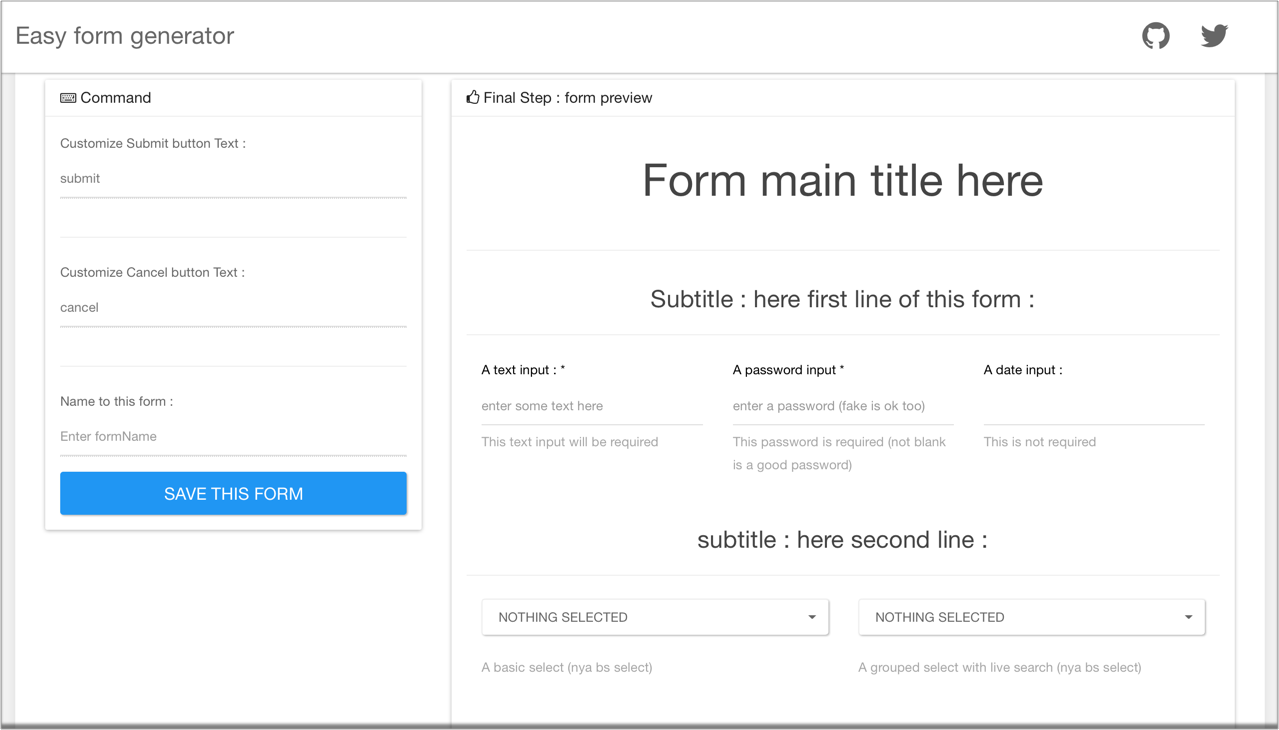 Easy form generator
Command
Customize Submit button Text :
submit
Customize Cancel button Text :
cancel
Name to this form :
Enter formName
SAVE THIS FORM
Final Step : form preview
Form main title here
Subtitle : here first line of this form :
A text input : *
enter some text here
This text input will be required
A password input *
enter a password (fake is ok too)
This password is required (not blank
is a good password)
A date input :
This is not required
subtitle : here second line :
NOTHING SELECTED
A basic select (nya bs select)
NOTHING SELECTED
A grouped select with live search (nya bs select)